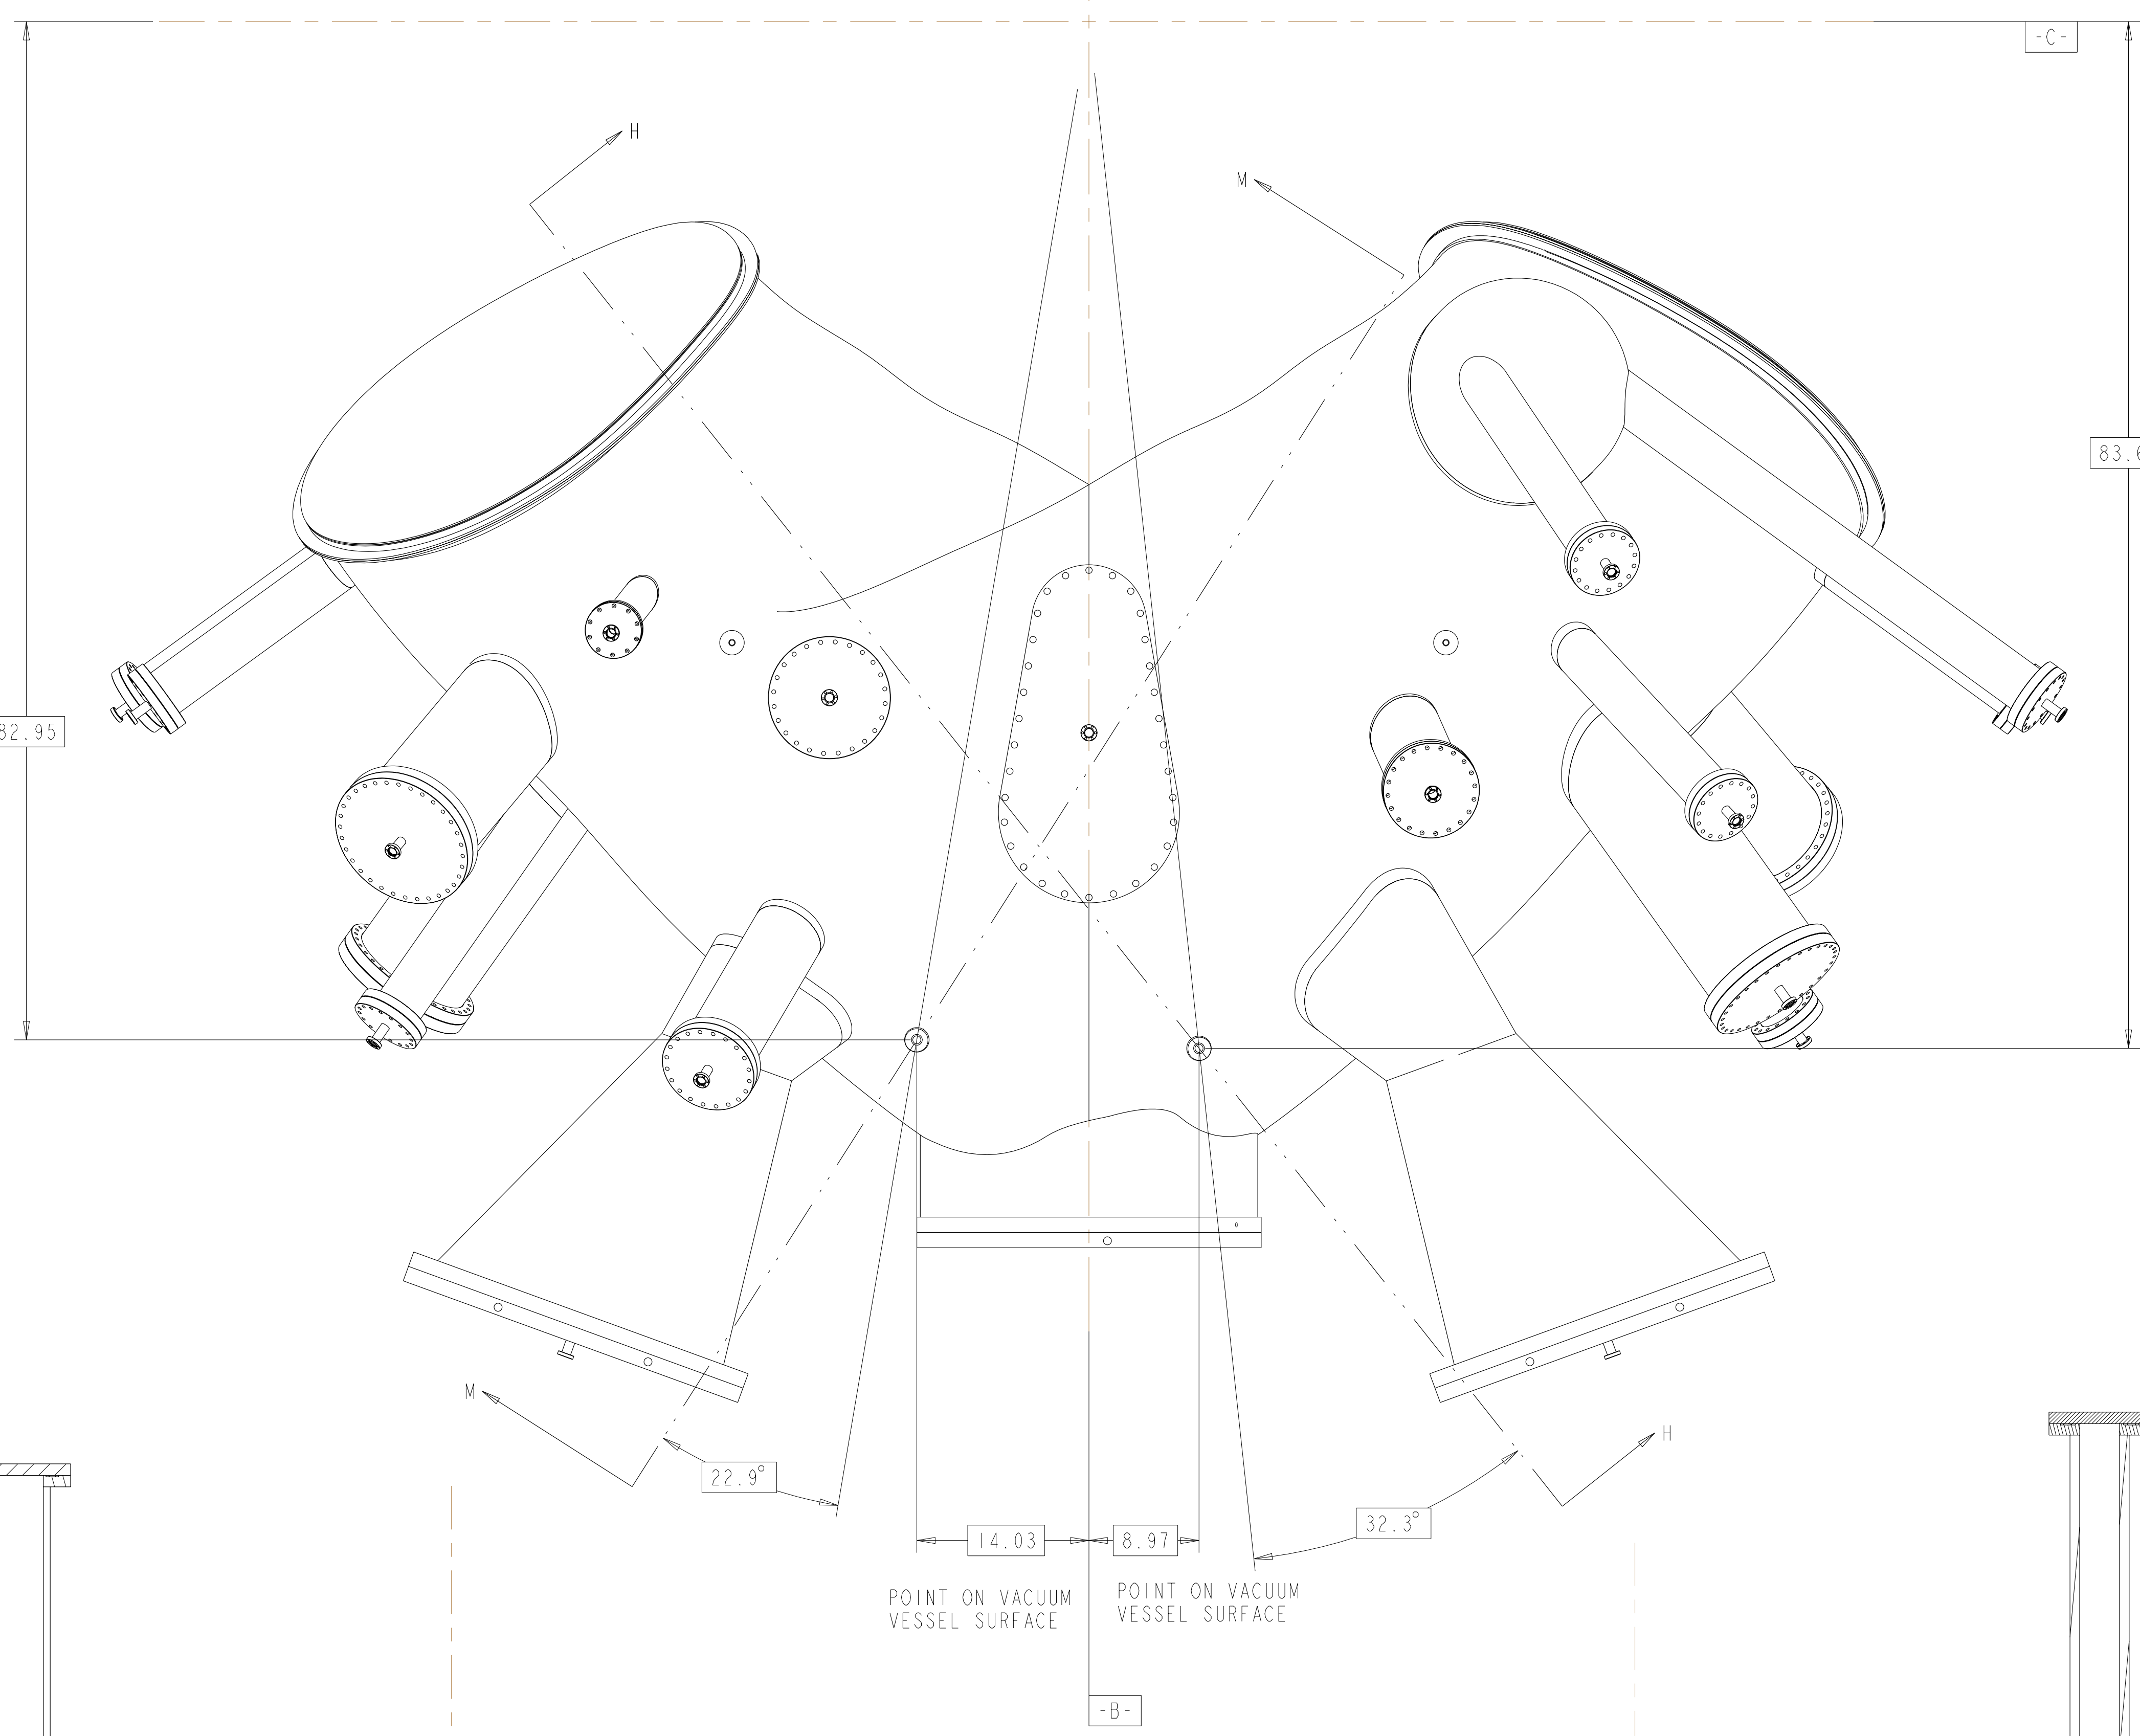 -C-
H
M
83.6
82.95
M
H
22.9°
32.3°
14.03
8.97
POINT ON VACUUM
VESSEL SURFACE
POINT ON VACUUM
VESSEL SURFACE
-B-